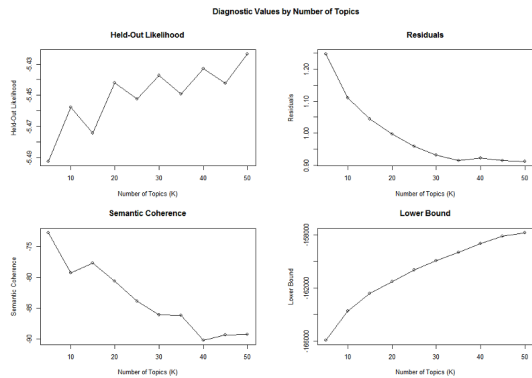 Diagnostic Values by Number of Topics
Held-Out Likelihood
Held-Out Likelihood
-5.43
-5.45
-5.47
-5.49
10 20 30 40 50
Number of Topics (K)
Residuals
Residuals
1.20
1.10
1.00
0.90
10 20 30 40 50
Number of Topics (K)
Semantic Coherence
Semantic Coherence
-75
-80
-85
-90
10 20 30 40 50
Number of Topics (K)
Lower Bound
Lower Bound
-158000
-162000
-166000
10 20 30 40 50
Number of Topics (K)